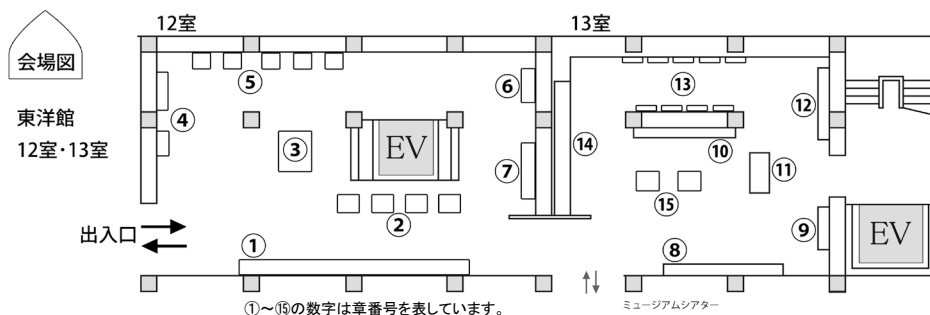 12室
13室
会場図
東洋館
12室・13室
出入口
④
⑤
③
EV
②
①
⑥
⑦
⑭
⑬
⑩
⑫
⑪
⑮
⑨
EV
⑧
①～⑮の数字は章番号を表しています。
ミュージアムシアター